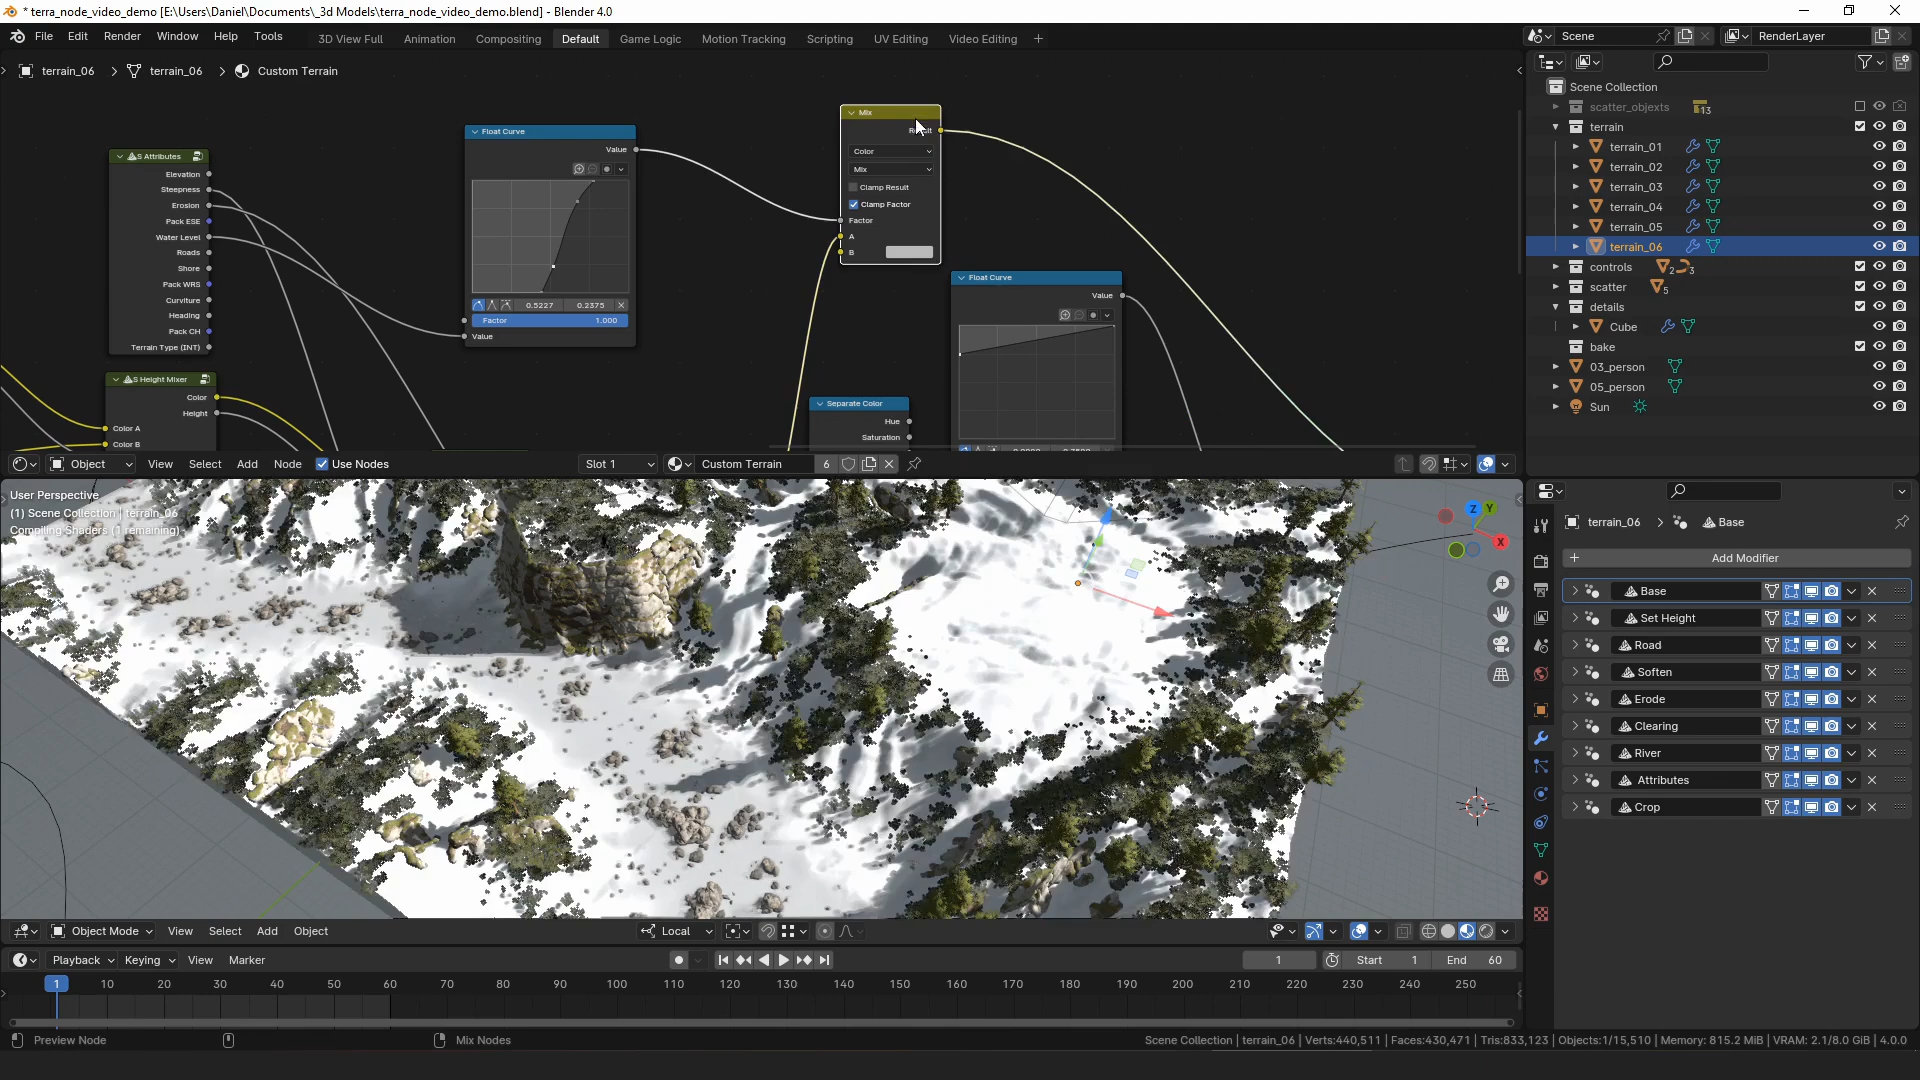 * terra_node_video_demo [E:\Users\Daniel\Documents\_3d Models\terra_node_video_demo.blend] - Blender 4.0
File Edit Render Window Help Tools
3D View Full Animation Compositing Default Game Logic Motion Tracking Scripting UV Editing Video Editing +
Scene
RenderLayer
terrain_06 > terrain_06 > Custom Terrain
S Attributes
Elevation
Steepness
Erosion
Pack ESE
Water Level
Roads
Shore
Pack WRS
Curviture
Heading
Pack CH
Terrain Type (INT)
S Height Mixer
Color
Height
Color A
Color B
Float Curve
Value
0.5227 0.2375
Factor 1.000
Value
Mix
Color
Mix
Clamp Result
Clamp Factor
Factor
A
B
Float Curve
Value
Separate Color
Hue
Saturation
Object View Select Add Node Use Nodes Slot 1 Custom Terrain 6
User Perspective
(1) Scene Collection | terrain_06
Compiling Shaders (1 remaining)
Z Y
X
Object Mode View Select Add Object Local
Playback Keying View Marker 1 Start 1 End 60
1 10 20 30 40 50 60 70 80 90 100 110 120 130 140 150 160 170 180 190 200 210 220 230 240 250
Preview Node Mix Nodes
Scene Collection | terrain_06 | Verts:440,511 | Faces:430,471 | Tris:833,123 | Objects:1/15,510 | Memory: 815.2 MiB | VRAM: 2.1/8.0 GiB | 4.0.0
Scene Collection
scatter_objexts 13
terrain
terrain_01
terrain_02
terrain_03
terrain_04
terrain_05
terrain_06
controls 2 3
scatter 5
details
Cube
bake
03_person
05_person
Sun
terrain_06 > Base
+ Add Modifier
Base
Set Height
Road
Soften
Erode
Clearing
River
Attributes
Crop